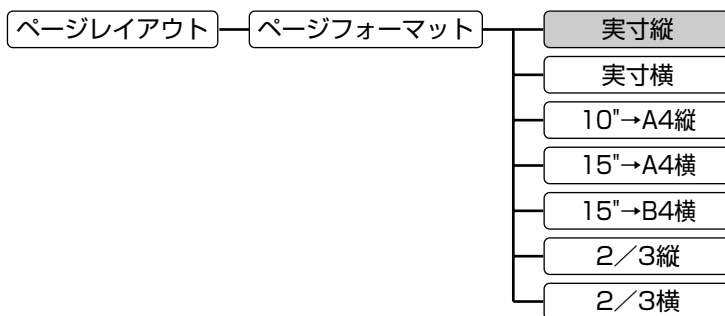 ページレイアウト ページフォーマット 実寸縦
実寸横
10"→A4縦
15"→A4横
15"→B4横
2／3縦
2／3横